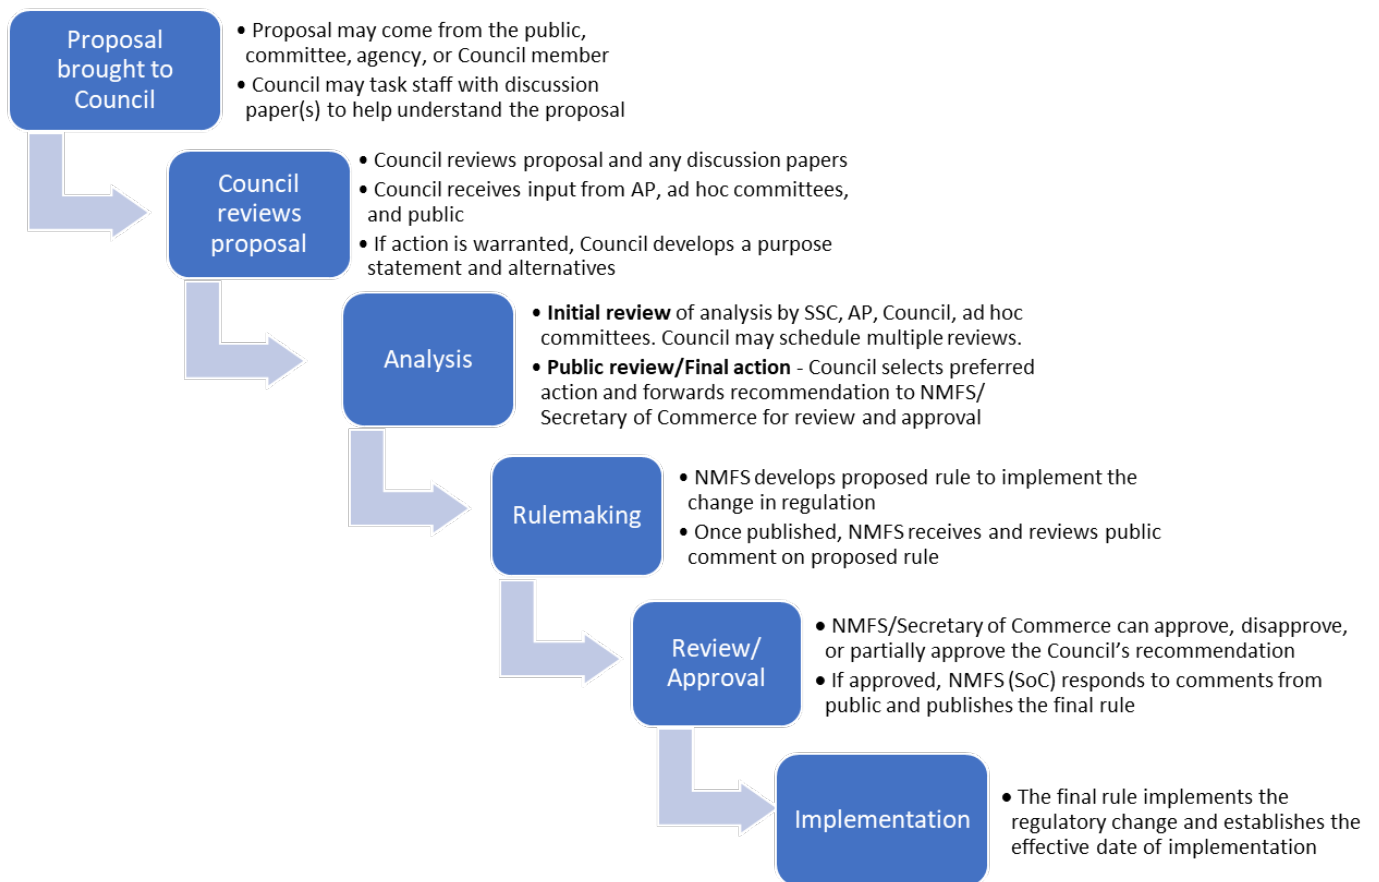 Proposal
brought to
Council
• Proposal may come from the public,
committee, agency, or Council member
• Council may task staff with discussion
paper(s) to help understand the proposal
Council
reviews
proposal
• Council reviews proposal and any discussion papers
• Council receives input from AP, ad hoc committees,
and public
• If action is warranted, Council develops a purpose
statement and alternatives
Analysis
• Initial review of analysis by SSC, AP, Council, ad hoc
committees. Council may schedule multiple reviews.
• Public review/Final action - Council selects preferred
action and forwards recommendation to NMFS/
Secretary of Commerce for review and approval
Rulemaking
• NMFS develops proposed rule to implement the
change in regulation
• Once published, NMFS receives and reviews public
comment on proposed rule
Review/
Approval
• NMFS/Secretary of Commerce can approve, disapprove,
or partially approve the Council’s recommendation
• If approved, NMFS (SoC) responds to comments from
public and publishes the final rule
Implementation
• The final rule implements the
regulatory change and establishes the
effective date of implementation